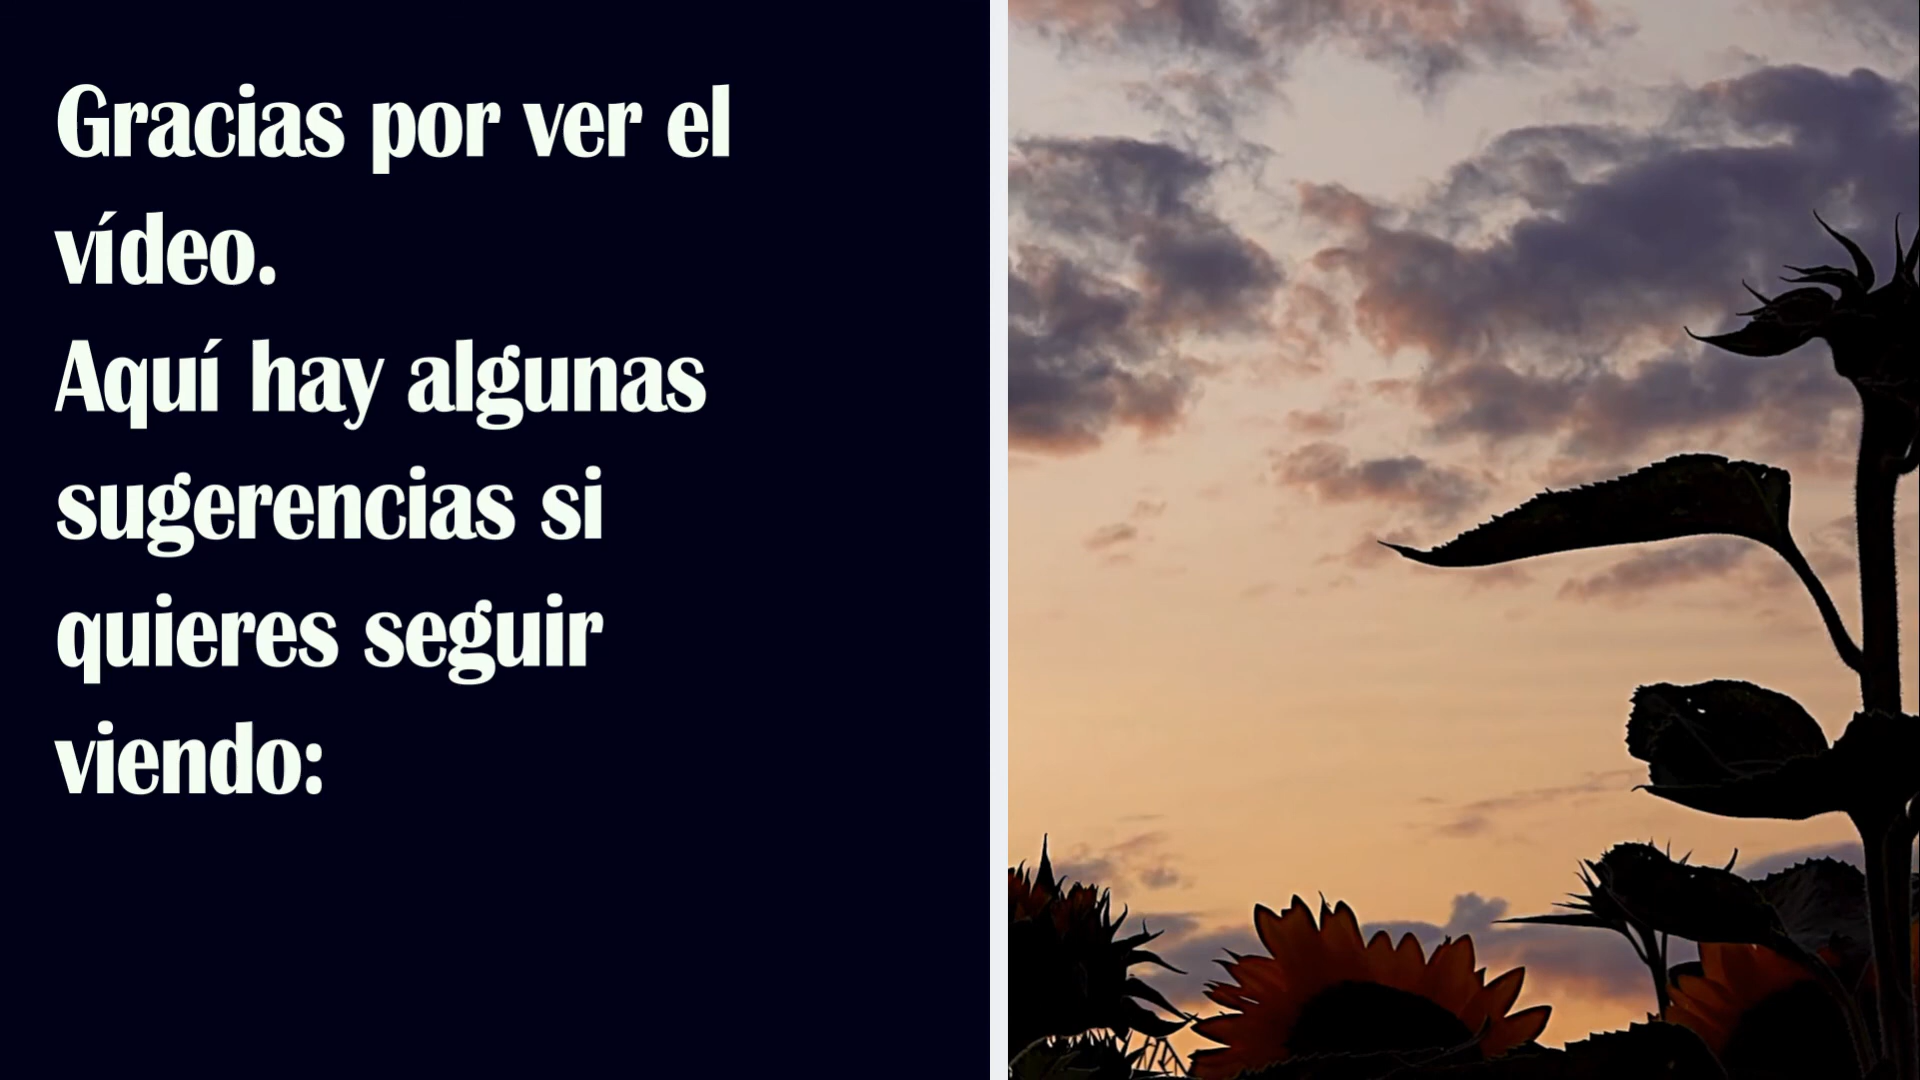 Gracias por ver el
vídeo.
Aquí hay algunas
sugerencias si
quieres seguir
viendo: